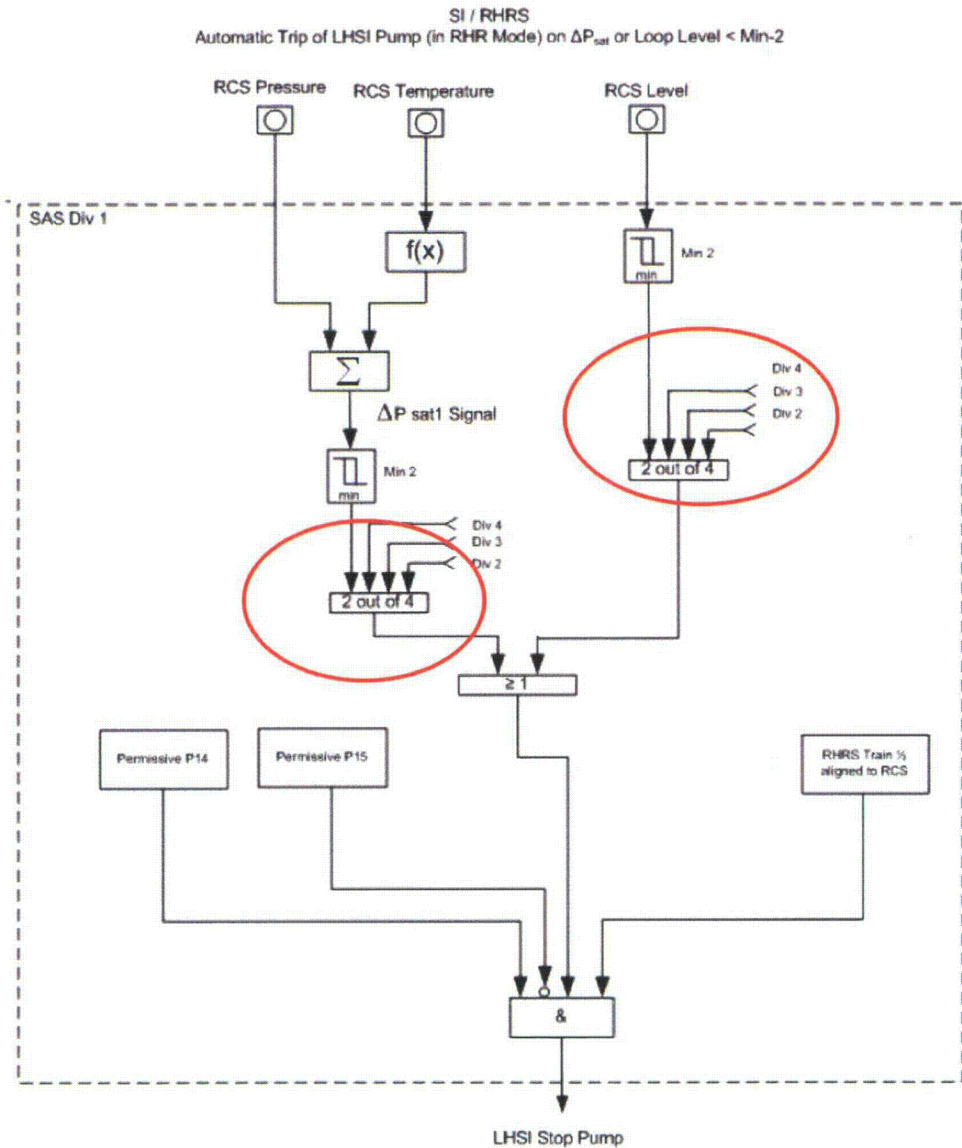 SI / RHRS
Automatic Trip of LHSI Pump (in RHR Mode) on ΔPsat or Loop Level < Min-2
RCS Pressure
RCS Temperature
RCS Level
SAS Div 1
f(x)
Min 2
min
Σ
Div 4
Div 3
Div 2
2 out of 4
ΔP sat1 Signal
Min 2
min
Div 4
Div 3
Div 2
2 out of 4
≥ 1
Permissive P14
Permissive P15
RHRS Train ½
aligned to RCS
&
LHSI Stop Pump